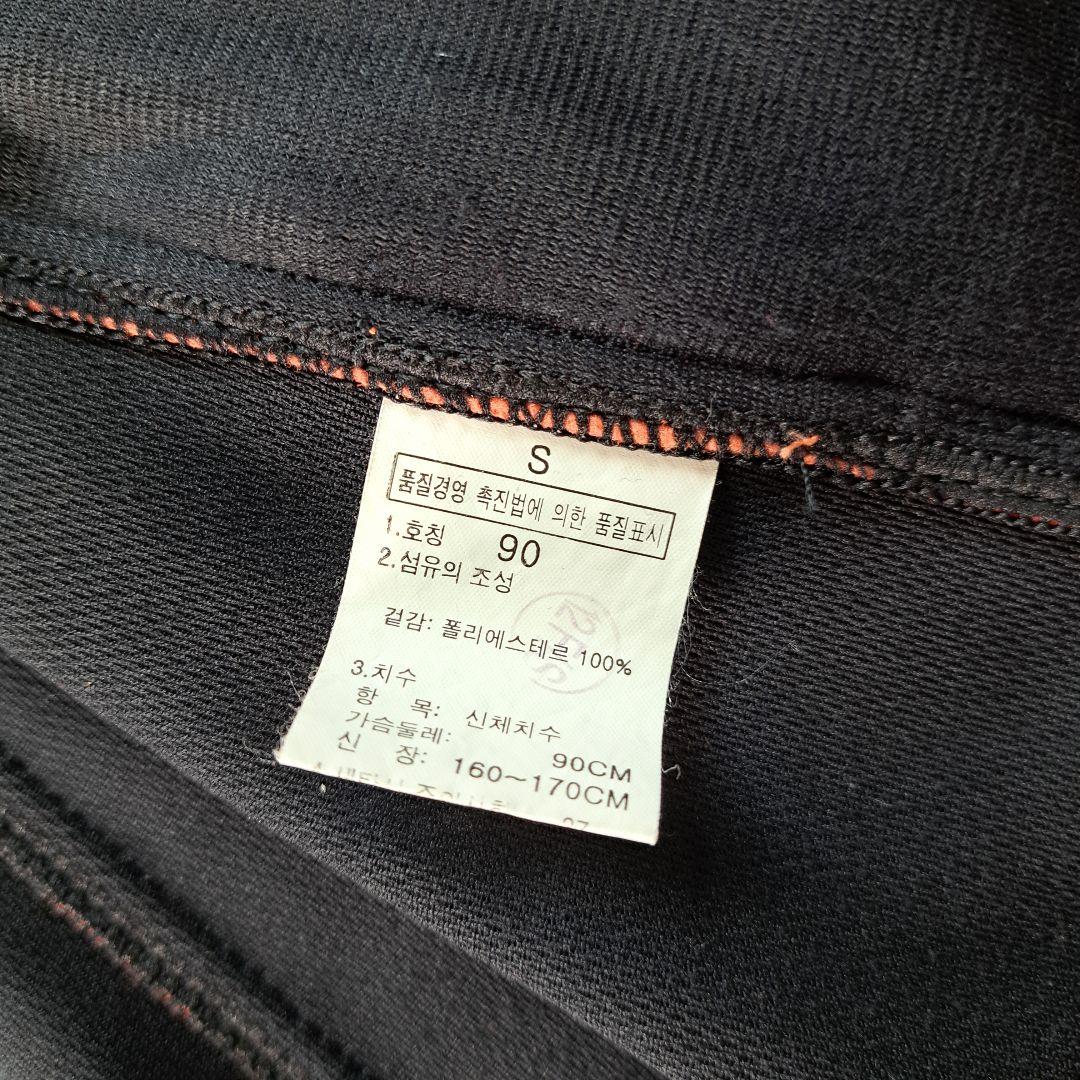 S
품질경영 촉진법에 의한 품질표시
1.호칭 90
2.섬유의 조성
겉감: 폴리에스테르 100%
3.치수
항 목: 신체치수
가슴둘레: 90CM
신 장: 160~170CM